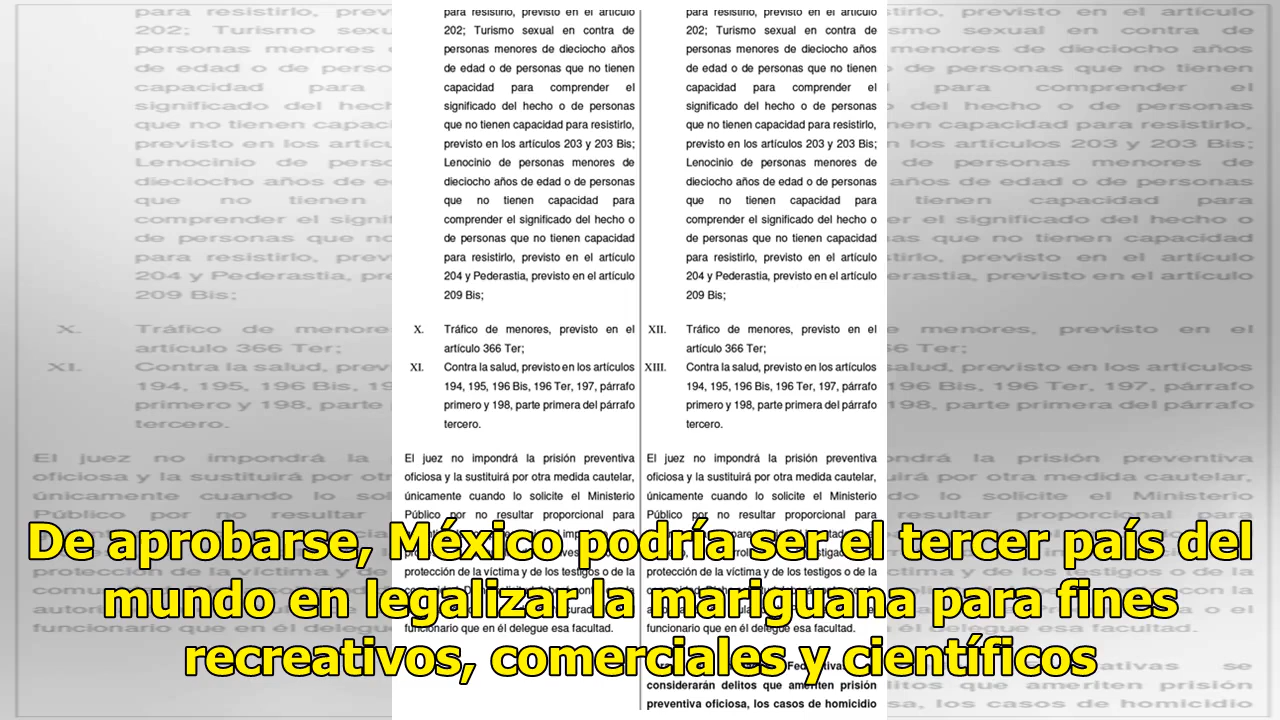 para resistirlo, previsto en el artículo
202; Turismo sexual en contra de
personas menores de dieciocho años
de edad o de personas que no tienen
capacidad para comprender el
significado del hecho o de personas
que no tienen capacidad para resistirlo,
previsto en los artículos 203 y 203 Bis;
Lenocinio de personas menores de
dieciocho años de edad o de personas
que no tienen capacidad para
comprender el significado del hecho o
de personas que no tienen capacidad
para resistirlo, previsto en el artículo
204 y Pederastia, previsto en el artículo
209 Bis;
X. Tráfico de menores, previsto en el
artículo 366 Ter;
XI. Contra la salud, previsto en los artículos
194, 195, 196 Bis, 196 Ter, 197, párrafo
primero y 198, parte primera del párrafo
tercero.
El juez no impondrá la prisión preventiva
oficiosa y la sustituirá por otra medida cautelar,
únicamente cuando lo solicite el Ministerio
Público por no resultar proporcional para
protección de la víctima y de los testigos o de la
funcionario que en él delegue esa facultad.
para resistirlo, previsto en el artículo
202; Turismo sexual en contra de
personas menores de dieciocho años
de edad o de personas que no tienen
capacidad para comprender el
significado del hecho o de personas
que no tienen capacidad para resistirlo,
previsto en los artículos 203 y 203 Bis;
Lenocinio de personas menores de
dieciocho años de edad o de personas
que no tienen capacidad para
comprender el significado del hecho o
de personas que no tienen capacidad
para resistirlo, previsto en el artículo
204 y Pederastia, previsto en el artículo
209 Bis;
XII. Tráfico de menores, previsto en el
artículo 366 Ter;
XIII. Contra la salud, previsto en los artículos
194, 195, 196 Bis, 196 Ter, 197, párrafo
primero y 198, parte primera del párrafo
tercero.
El juez no impondrá la prisión preventiva
oficiosa y la sustituirá por otra medida cautelar,
únicamente cuando lo solicite el Ministerio
Público por no resultar proporcional para
protección de la víctima y de los testigos o de la
funcionario que en él delegue esa facultad.
considerarán delitos que ameriten prisión
preventiva oficiosa, los casos de homicidio
De aprobarse, México podría ser el tercer país del
mundo en legalizar la mariguana para fines
recreativos, comerciales y científicos